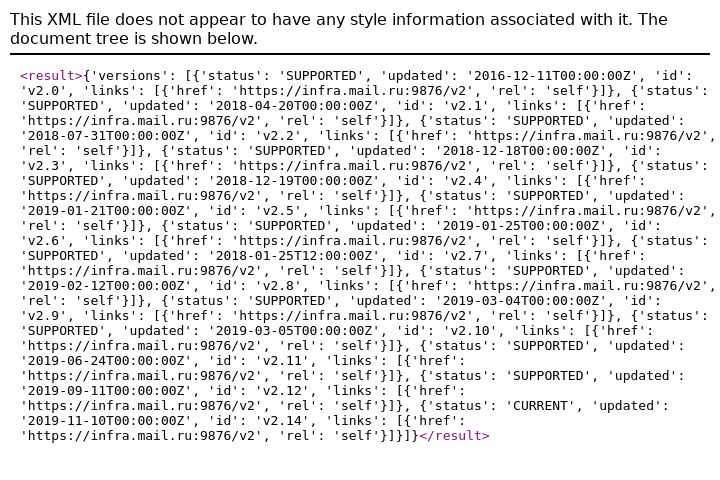 This XML file does not appear to have any style information associated with it. The
document tree is shown below.
<result>{'versions': [{'status': 'SUPPORTED', 'updated': '2016-12-11T00:00:00Z', 'id':
'v2.0', 'links': [{'href': 'https://infra.mail.ru:9876/v2', 'rel': 'self'}]}, {'status':
'SUPPORTED', 'updated': '2018-04-20T00:00:00Z', 'id': 'v2.1', 'links': [{'href':
'https://infra.mail.ru:9876/v2', 'rel': 'self'}]}, {'status': 'SUPPORTED', 'updated':
'2018-07-31T00:00:00Z', 'id': 'v2.2', 'links': [{'href': 'https://infra.mail.ru:9876/v2',
'rel': 'self'}]}, {'status': 'SUPPORTED', 'updated': '2018-12-18T00:00:00Z', 'id':
'v2.3', 'links': [{'href': 'https://infra.mail.ru:9876/v2', 'rel': 'self'}]}, {'status':
'SUPPORTED', 'updated': '2018-12-19T00:00:00Z', 'id': 'v2.4', 'links': [{'href':
'https://infra.mail.ru:9876/v2', 'rel': 'self'}]}, {'status': 'SUPPORTED', 'updated':
'2019-01-21T00:00:00Z', 'id': 'v2.5', 'links': [{'href': 'https://infra.mail.ru:9876/v2',
'rel': 'self'}]}, {'status': 'SUPPORTED', 'updated': '2019-01-25T00:00:00Z', 'id':
'v2.6', 'links': [{'href': 'https://infra.mail.ru:9876/v2', 'rel': 'self'}]}, {'status':
'SUPPORTED', 'updated': '2018-01-25T12:00:00Z', 'id': 'v2.7', 'links': [{'href':
'https://infra.mail.ru:9876/v2', 'rel': 'self'}]}, {'status': 'SUPPORTED', 'updated':
'2019-02-12T00:00:00Z', 'id': 'v2.8', 'links': [{'href': 'https://infra.mail.ru:9876/v2',
'rel': 'self'}]}, {'status': 'SUPPORTED', 'updated': '2019-03-04T00:00:00Z', 'id':
'v2.9', 'links': [{'href': 'https://infra.mail.ru:9876/v2', 'rel': 'self'}]}, {'status':
'SUPPORTED', 'updated': '2019-03-05T00:00:00Z', 'id': 'v2.10', 'links': [{'href':
'https://infra.mail.ru:9876/v2', 'rel': 'self'}]}, {'status': 'SUPPORTED', 'updated':
'2019-06-24T00:00:00Z', 'id': 'v2.11', 'links': [{'href':
'https://infra.mail.ru:9876/v2', 'rel': 'self'}]}, {'status': 'SUPPORTED', 'updated':
'2019-09-11T00:00:00Z', 'id': 'v2.12', 'links': [{'href':
'https://infra.mail.ru:9876/v2', 'rel': 'self'}]}, {'status': 'CURRENT', 'updated':
'2019-11-10T00:00:00Z', 'id': 'v2.14', 'links': [{'href':
'https://infra.mail.ru:9876/v2', 'rel': 'self'}]}]}</result>